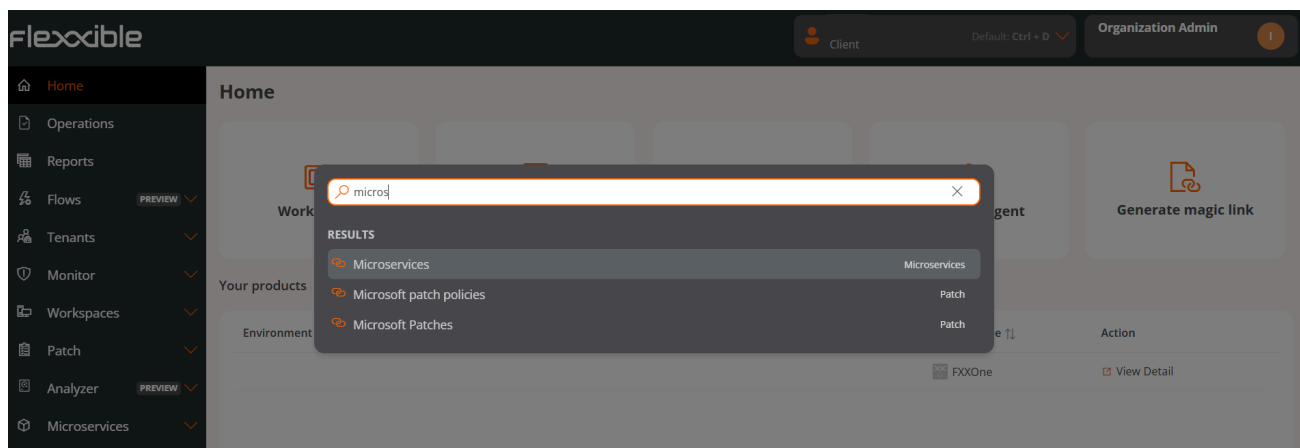 Flexxible
Client
Default: Ctrl + D
Organization Admin
I
Home
Operations
Reports
Flows PREVIEW
Tenants
Monitor
Workspaces
Patch
Analyzer PREVIEW
Microservices
Home
Work
gent
Generate magic link
micros
RESULTS
Microservices Microservices
Microsoft patch policies Patch
Microsoft Patches Patch
Your products
Environment
e
Action
FXXOne
View Detail